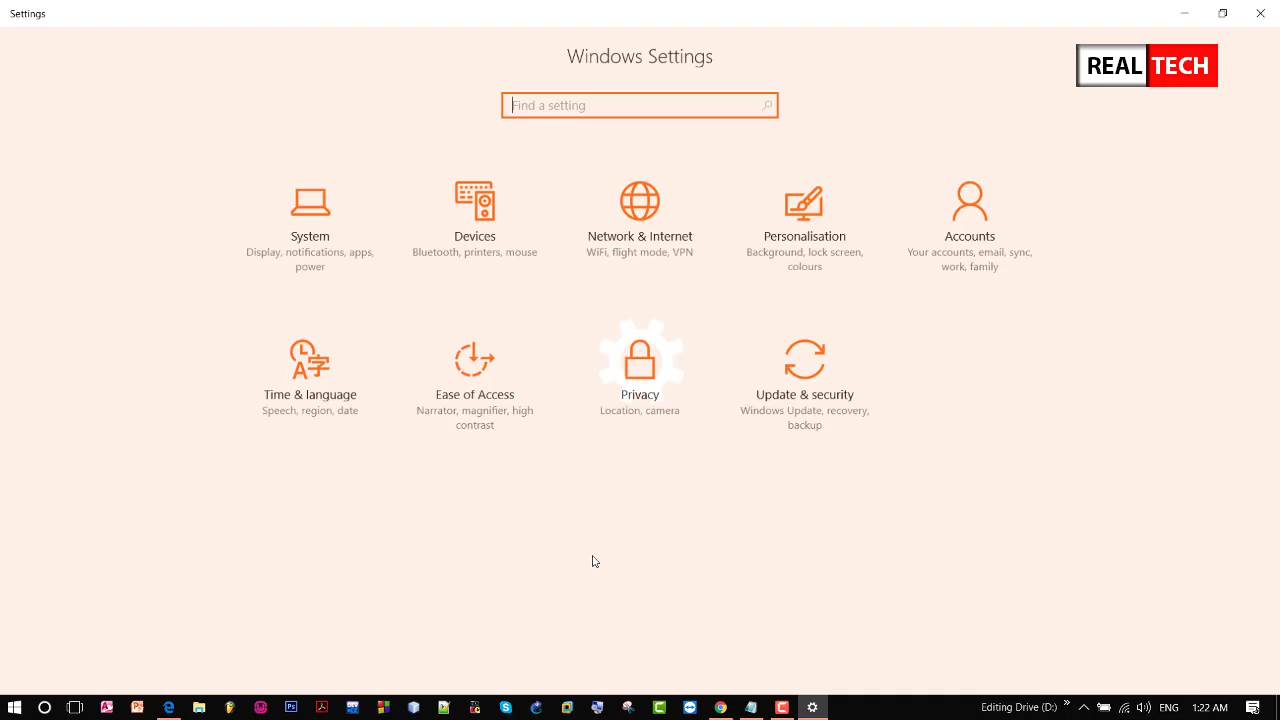 Settings
Windows Settings
REAL TECH
Find a setting
System
Display, notifications, apps,
power
Devices
Bluetooth, printers, mouse
Network & Internet
WiFi, flight mode, VPN
Personalisation
Background, lock screen,
colours
Accounts
Your accounts, email, sync,
work, family
Time & language
Speech, region, date
Ease of Access
Narrator, magnifier, high
contrast
Privacy
Location, camera
Update & security
Windows Update, recovery,
backup
Editing Drive (D:) » ENG 1:22 AM